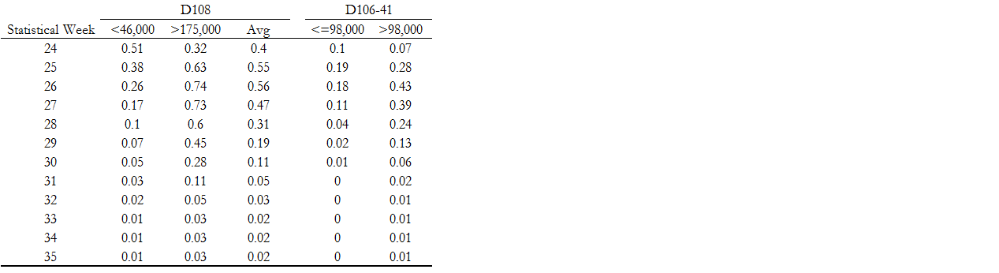 D108 D106-41
Statistical Week <46,000 >175,000 Avg <=98,000 >98,000
24 0.51 0.32 0.4 0.1 0.07
25 0.38 0.63 0.55 0.19 0.28
26 0.26 0.74 0.56 0.18 0.43
27 0.17 0.73 0.47 0.11 0.39
28 0.1 0.6 0.31 0.04 0.24
29 0.07 0.45 0.19 0.02 0.13
30 0.05 0.28 0.11 0.01 0.06
31 0.03 0.11 0.05 0 0.02
32 0.02 0.05 0.03 0 0.01
33 0.01 0.03 0.02 0 0.01
34 0.01 0.03 0.02 0 0.01
35 0.01 0.03 0.02 0 0.01